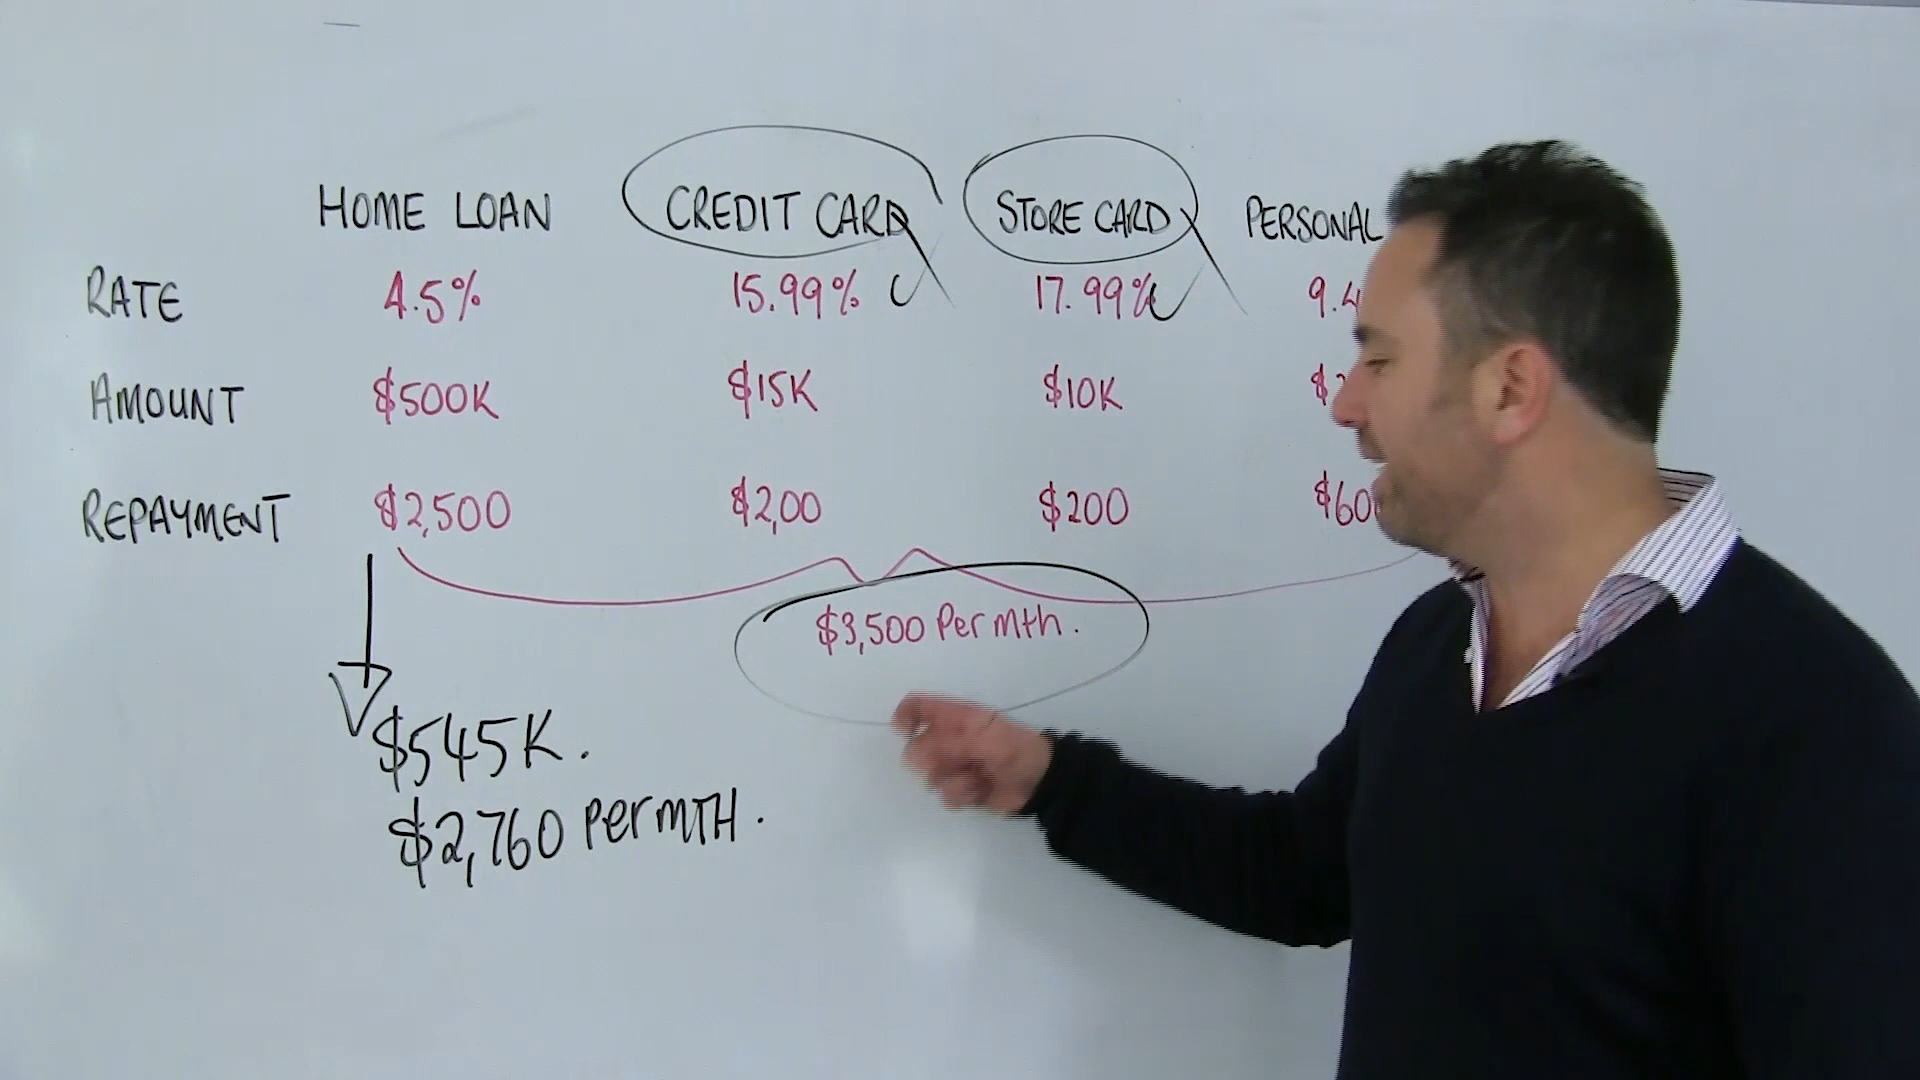 HOME LOAN CREDIT CARD STORE CARD PERSONAL
RATE 4.5% 15.99% 17.99%
AMOUNT $500K $15K $10K
REPAYMENT $2,500 $2,00 $200
$3,500 Per mth.
$545K.
$2,760 Per mTH.